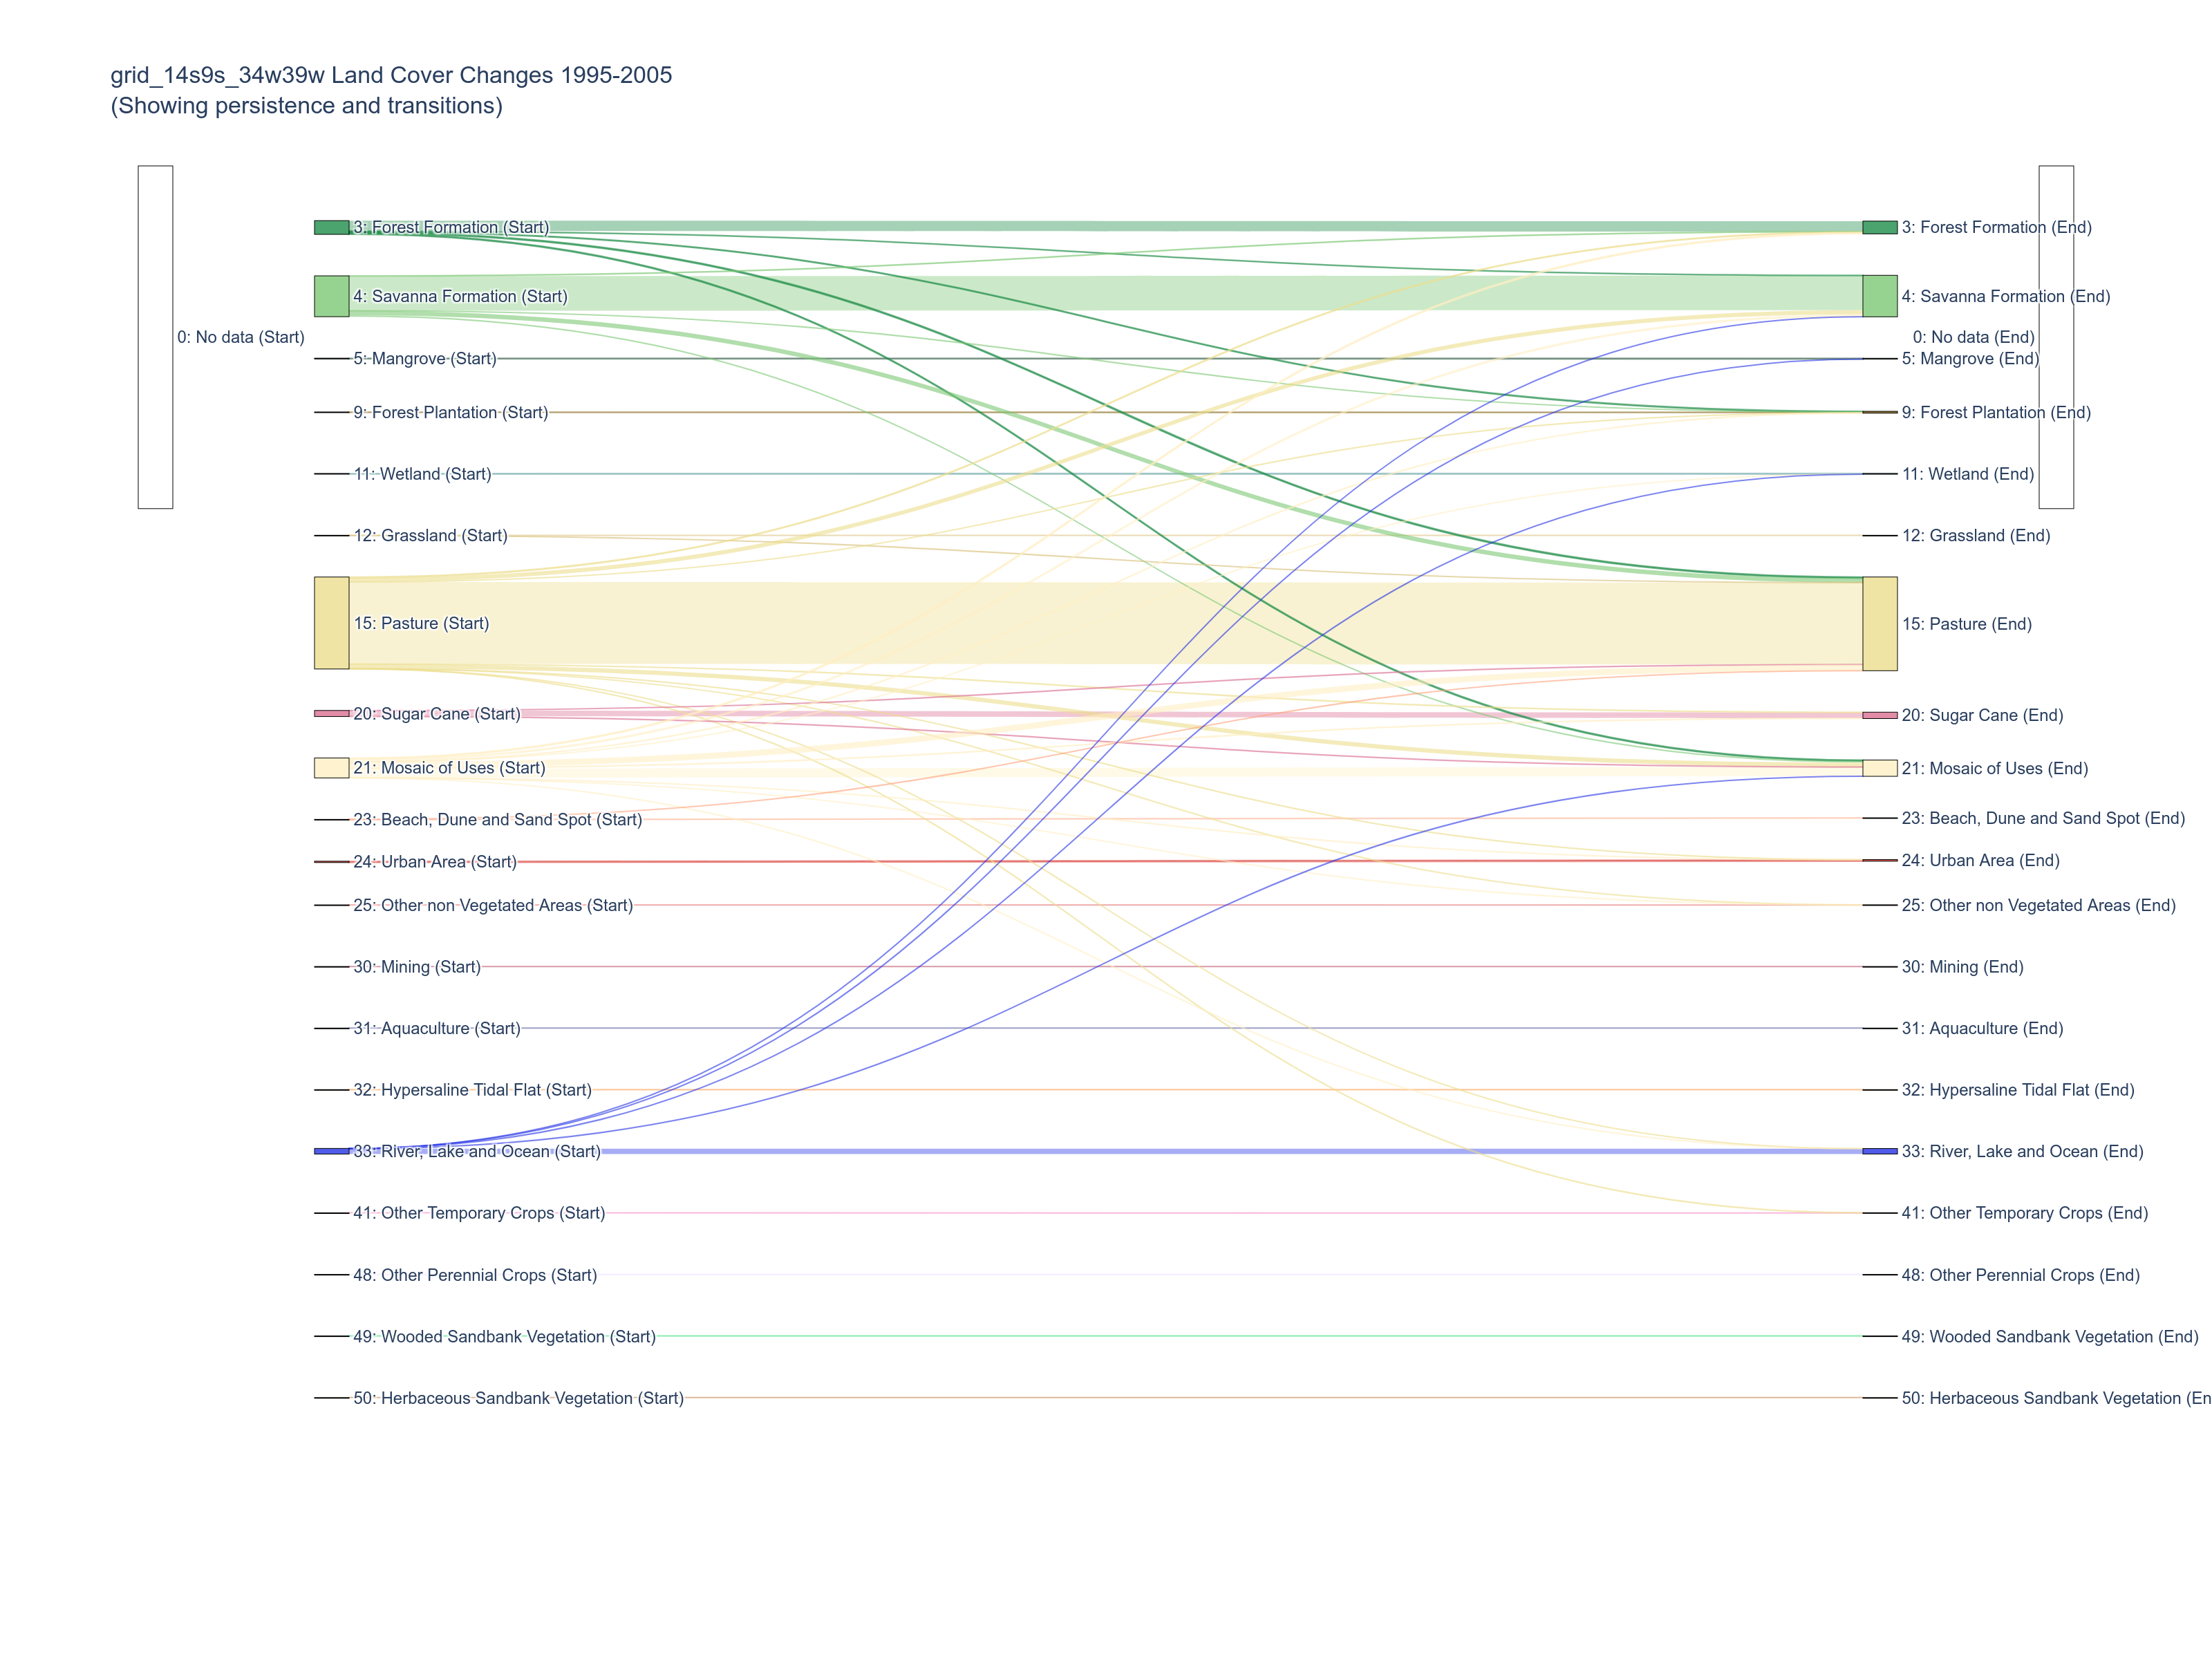 grid_14s9s_34w39w Land Cover Changes 1995-2005
(Showing persistence and transitions)
0: No data (Start)
3: Forest Formation (Start)
4: Savanna Formation (Start)
5: Mangrove (Start)
9: Forest Plantation (Start)
11: Wetland (Start)
12: Grassland (Start)
15: Pasture (Start)
20: Sugar Cane (Start)
21: Mosaic of Uses (Start)
23: Beach, Dune and Sand Spot (Start)
24: Urban Area (Start)
25: Other non Vegetated Areas (Start)
30: Mining (Start)
31: Aquaculture (Start)
32: Hypersaline Tidal Flat (Start)
33: River, Lake and Ocean (Start)
41: Other Temporary Crops (Start)
48: Other Perennial Crops (Start)
49: Wooded Sandbank Vegetation (Start)
50: Herbaceous Sandbank Vegetation (Start)
3: Forest Formation (End)
4: Savanna Formation (End)
0: No data (End)
5: Mangrove (End)
9: Forest Plantation (End)
11: Wetland (End)
12: Grassland (End)
15: Pasture (End)
20: Sugar Cane (End)
21: Mosaic of Uses (End)
23: Beach, Dune and Sand Spot (End)
24: Urban Area (End)
25: Other non Vegetated Areas (End)
30: Mining (End)
31: Aquaculture (End)
32: Hypersaline Tidal Flat (End)
33: River, Lake and Ocean (End)
41: Other Temporary Crops (End)
48: Other Perennial Crops (End)
49: Wooded Sandbank Vegetation (End)
50: Herbaceous Sandbank Vegetation (En